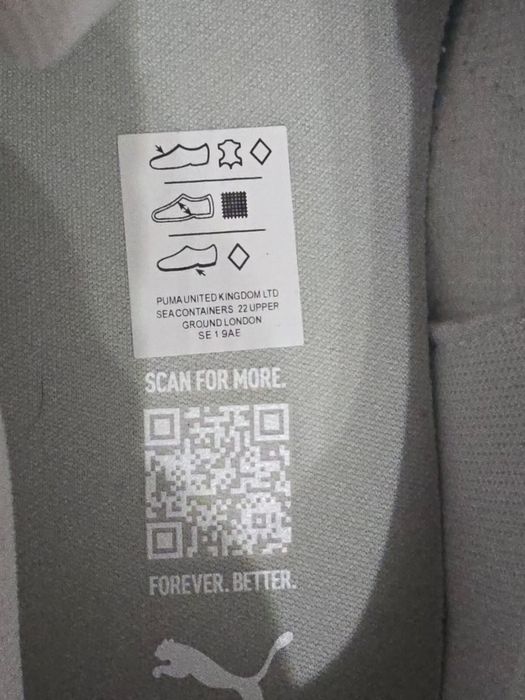 PUMA UNITED KINGDOM LTD
SEA CONTAINERS 22 UPPER
GROUND LONDON
SE 1 9AE
SCAN FOR MORE.
FOREVER. BETTER.